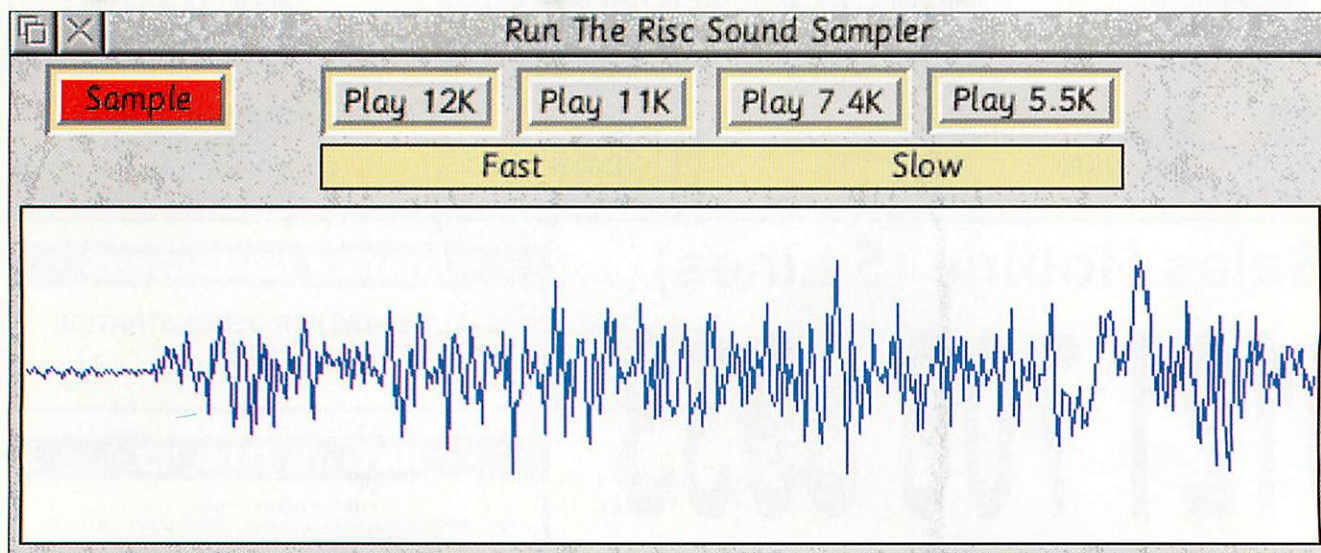 Run The Risc Sound Sampler
Sample Play 12K Play 11K Play 7.4K Play 5.5K
Fast Slow